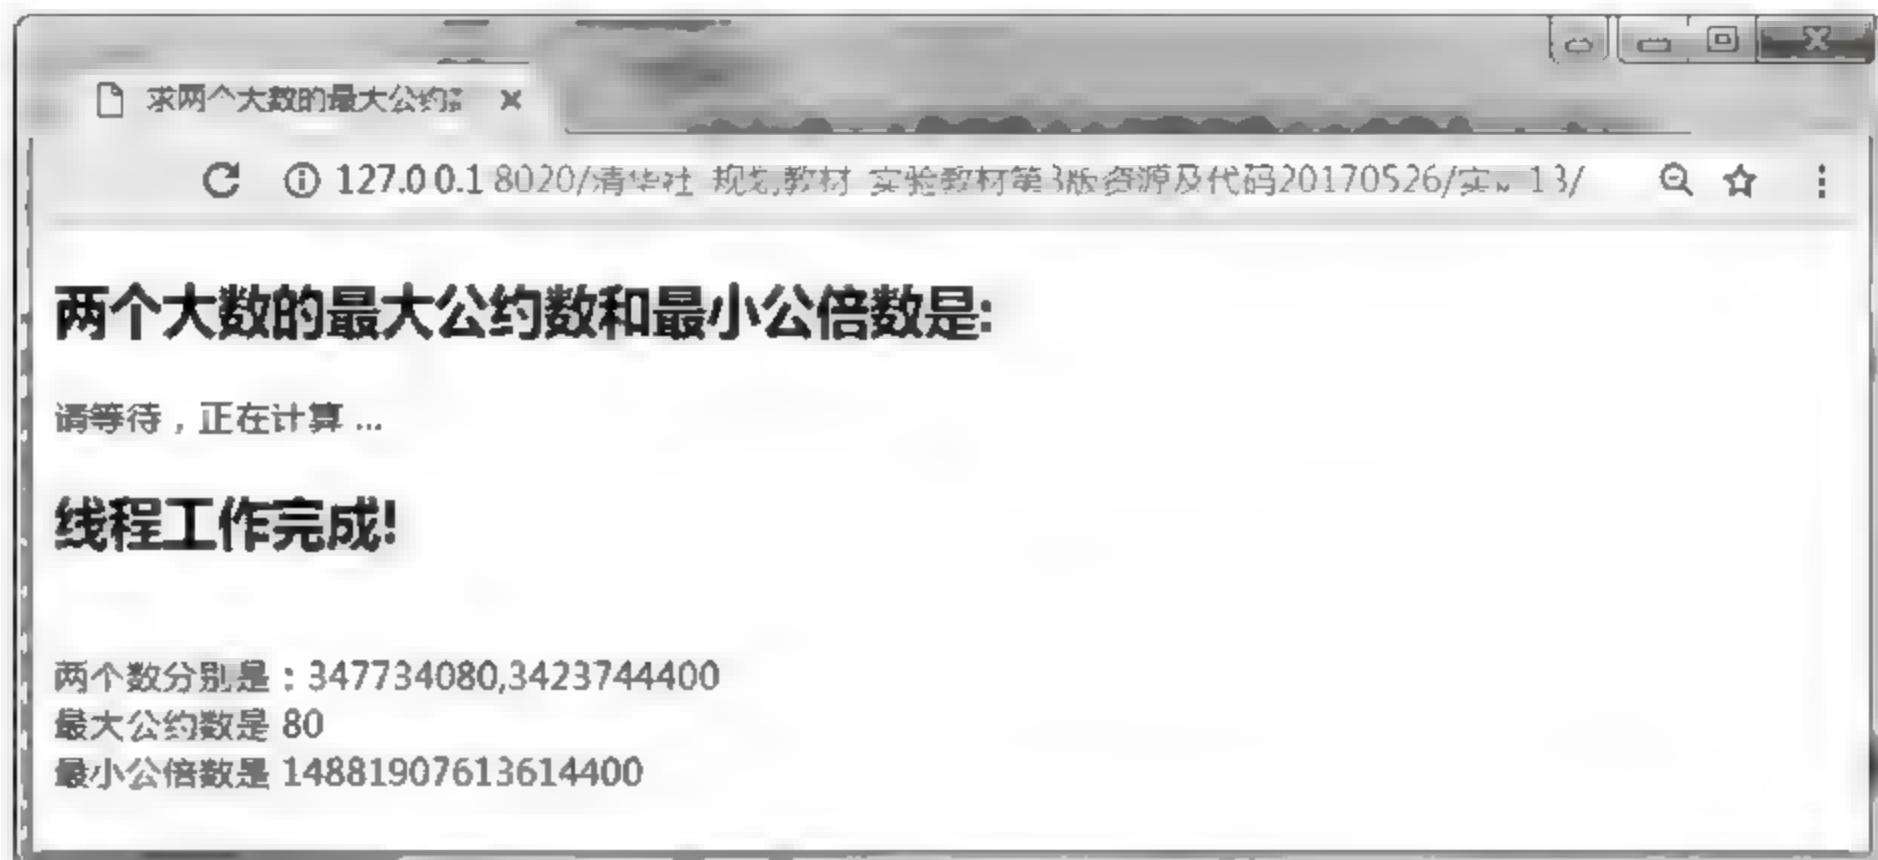 求两个大数的最大公约
127.0.0.1:8020/清华社 规划教材 实验教材第3版资源及代码20170526/实 13/
两个大数的最大公约数和最小公倍数是:
请等待，正在计算 ...
线程工作完成!
两个数分别是：347734080,3423744400
最大公约数是 80
最小公倍数是 14881907613614400